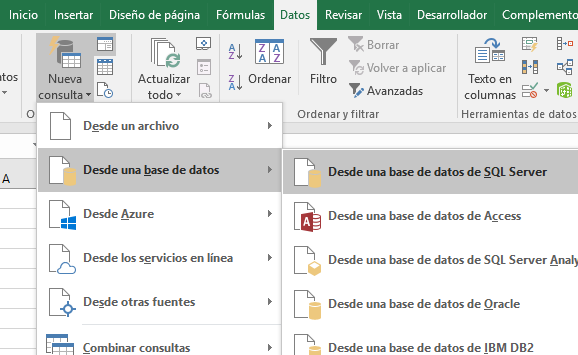 Inicio Insertar Diseño de página Fórmulas Datos Revisar Vista Desarrollador Complemento
Nueva consulta
Actualizar todo
Ordenar
Filtro
Borrar
Volver a aplicar
Avanzadas
Texto en columnas
Ordenar y filtrar
Herramientas de datos
A
Desde un archivo
Desde una base de datos
Desde Azure
Desde los servicios en línea
Desde otras fuentes
Combinar consultas
Desde una base de datos de SQL Server
Desde una base de datos de Access
Desde una base de datos de SQL Server Analy
Desde una base de datos de Oracle
Desde una base de datos de IBM DB2